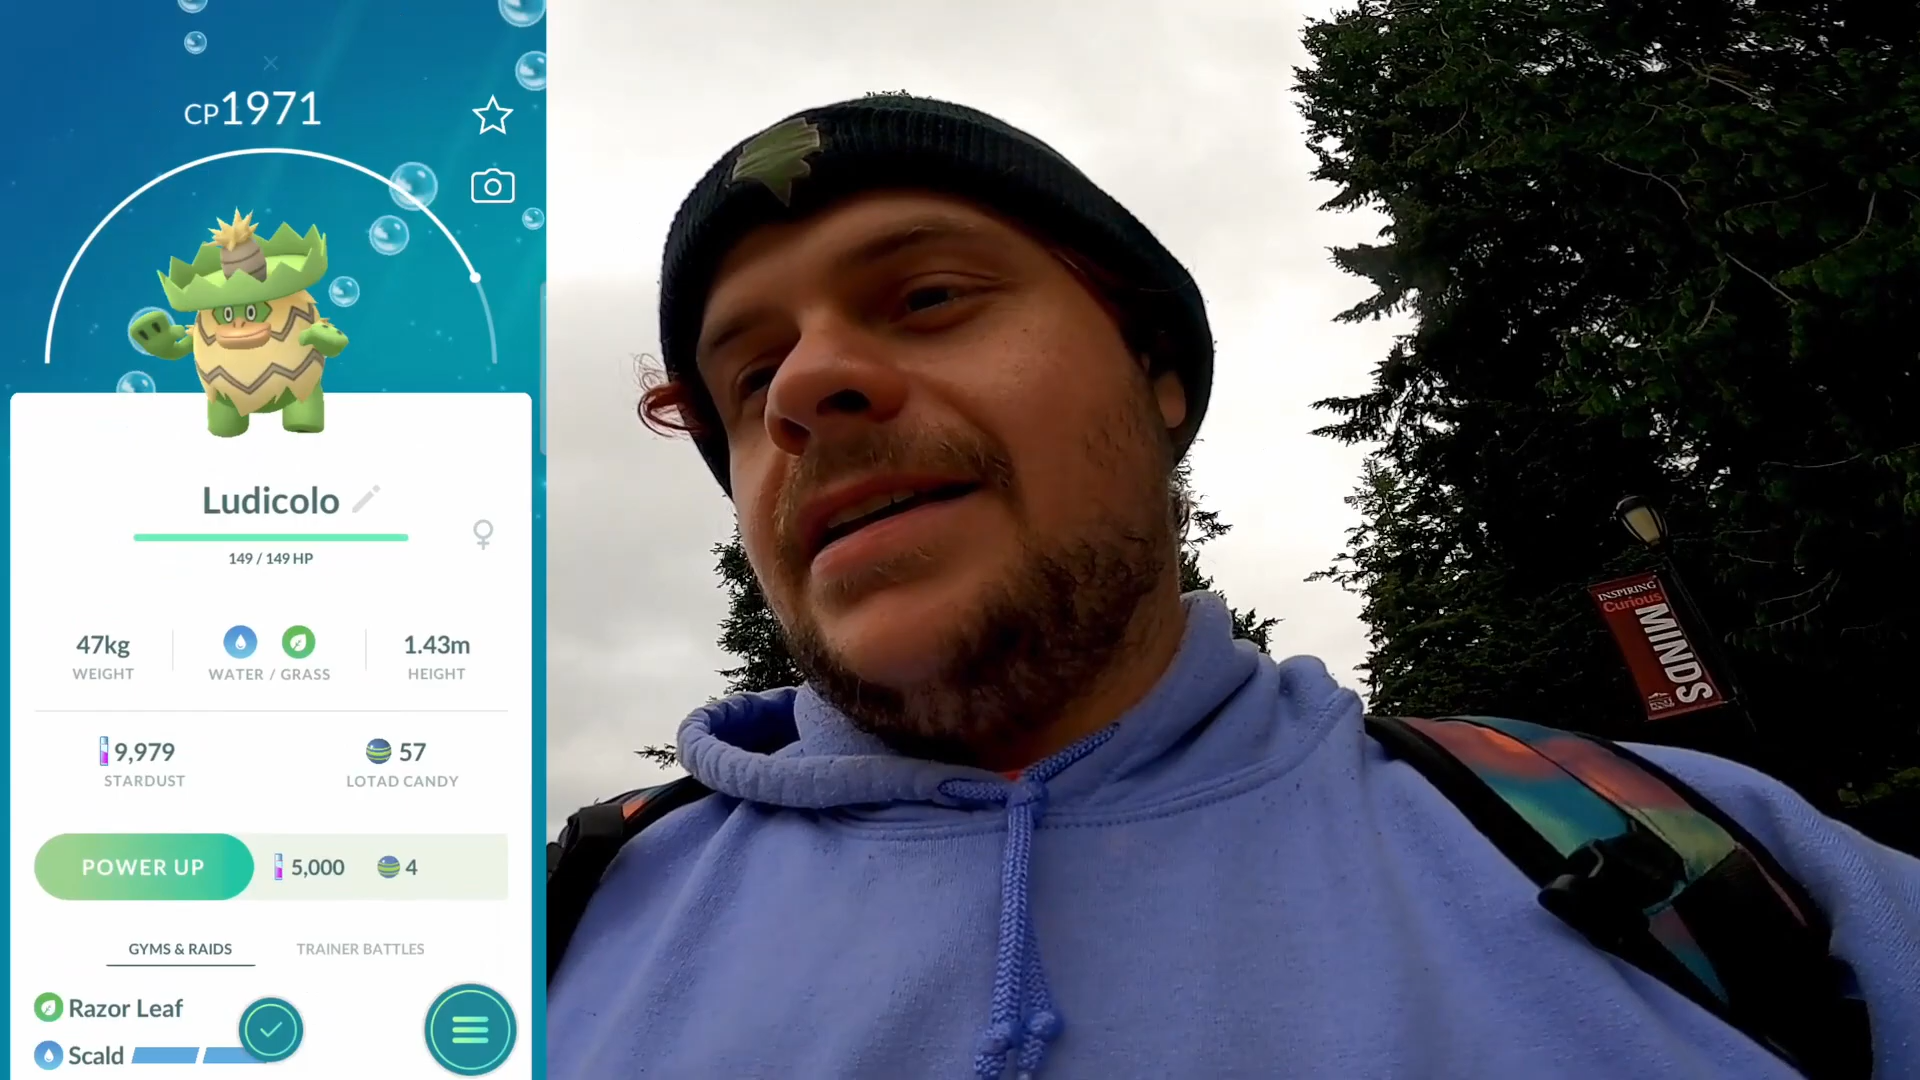 CP1971
Ludicolo
149 / 149 HP
47kg
WEIGHT
WATER / GRASS
1.43m
HEIGHT
9,979
STARDUST
57
LOTAD CANDY
POWER UP
5,000
4
GYMS & RAIDS
TRAINER BATTLES
Razor Leaf
Scald
INSPIRING
Curious
MINDS